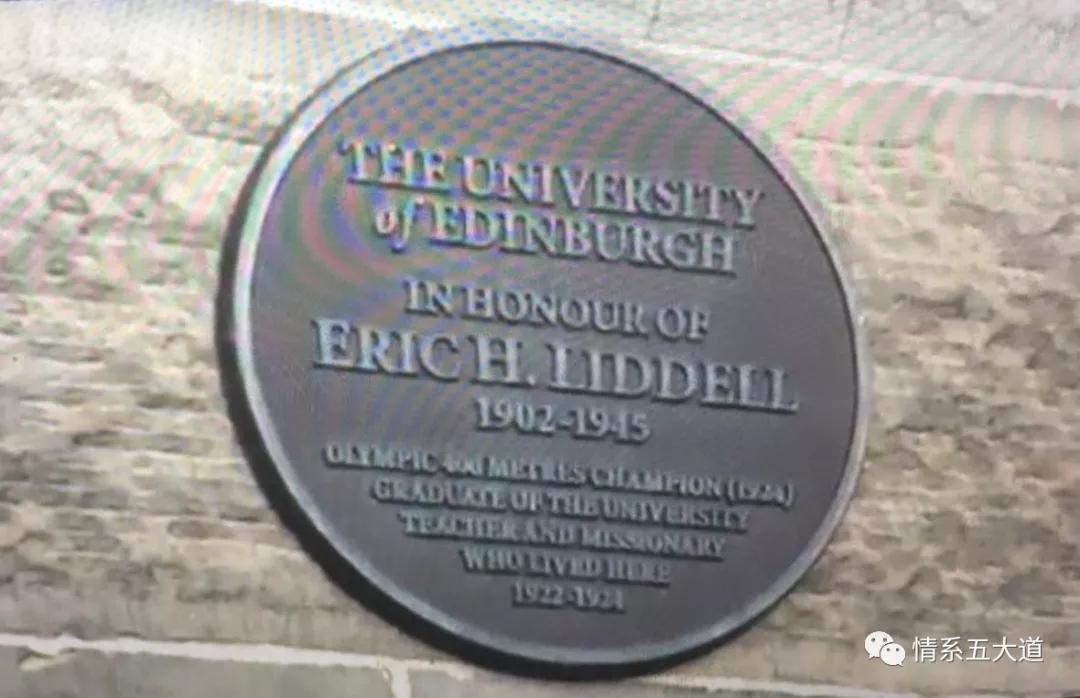 THE UNIVERSITY
of EDINBURGH
IN HONOUR OF
ERIC H. LIDDELL
1902-1945
OLYMPIC 400 METRES CHAMPION (1924)
GRADUATE OF THE UNIVERSITY
TEACHER AND MISSIONARY
WHO LIVED HERE
1922-1924
情系五大道